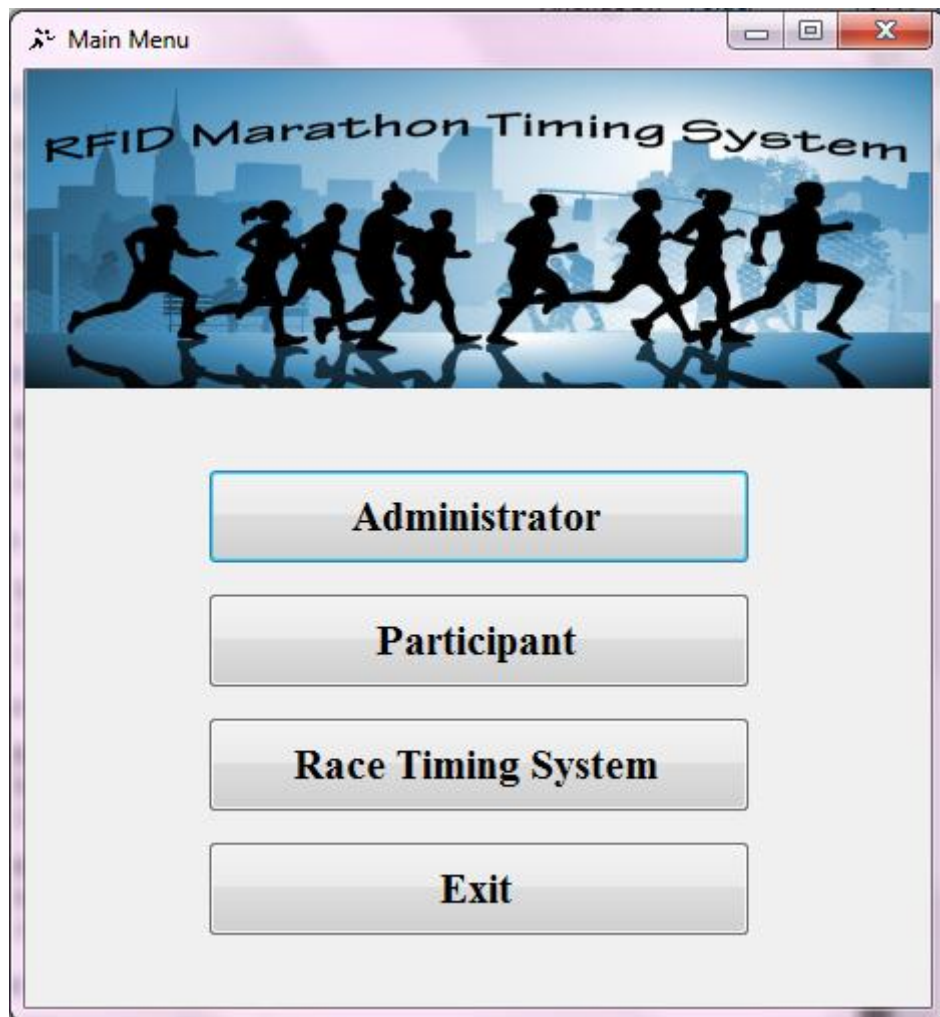 Main Menu
RFID Marathon Timing System
Administrator
Participant
Race Timing System
Exit